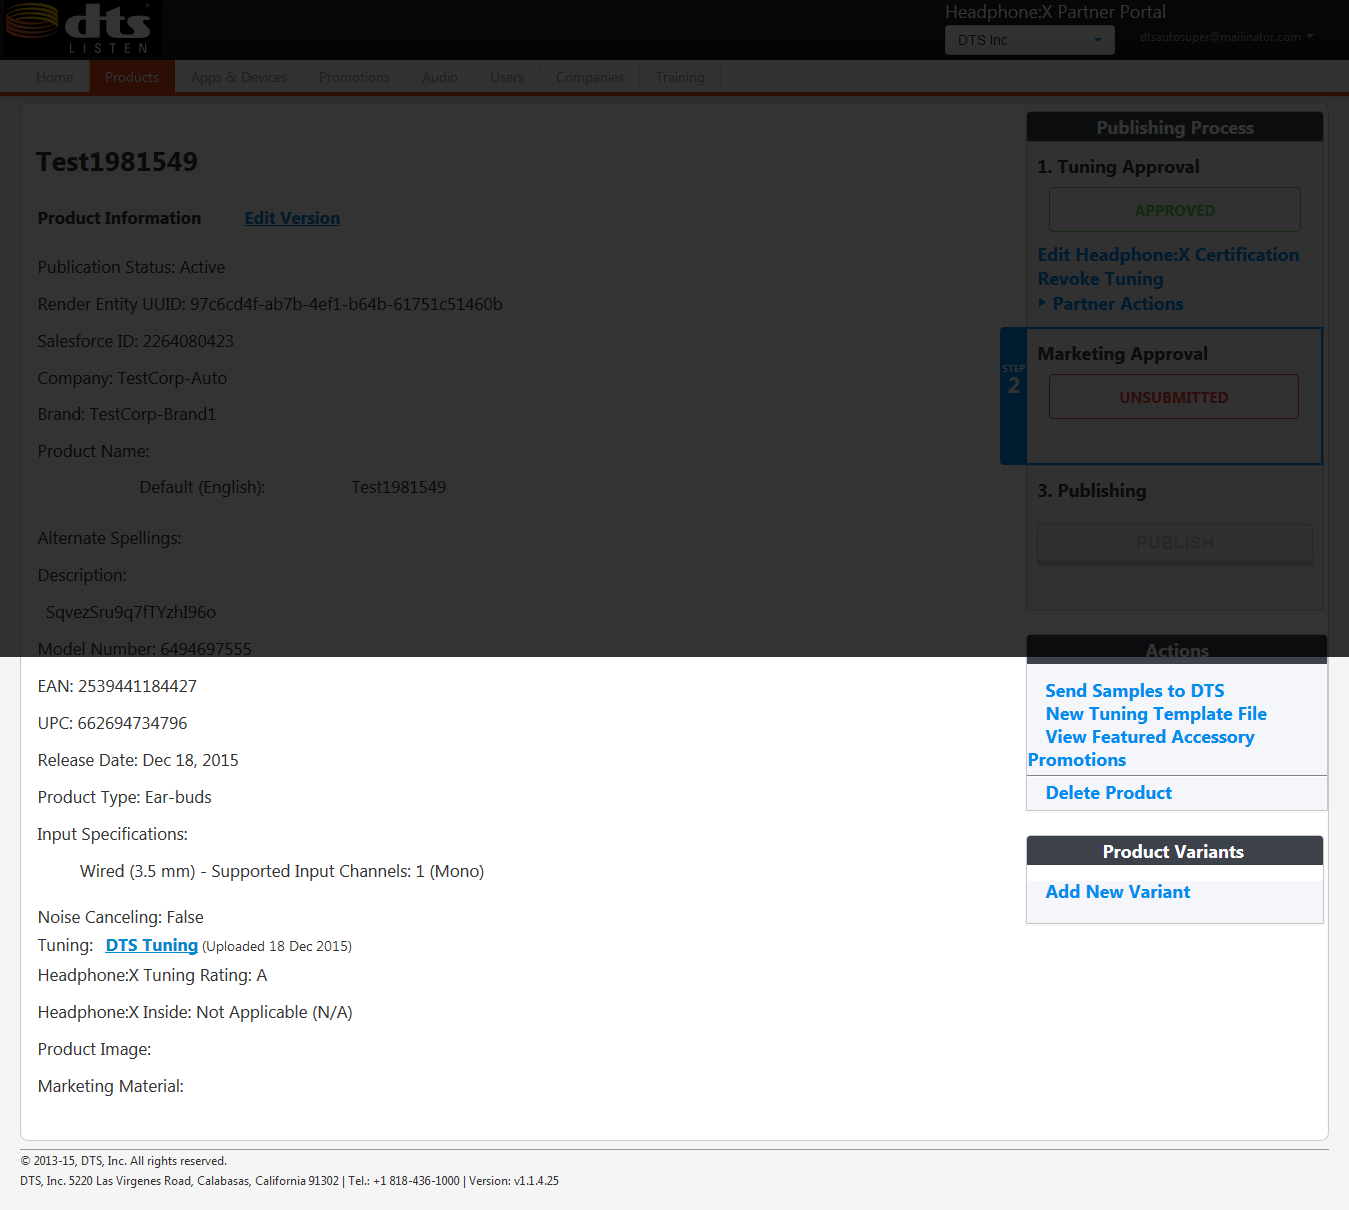 dts
LISTEN
Headphone:X Partner Portal
DTS Inc.
dtsautosuper@mailinator.com
Home Products Apps & Devices Promotions Audio Users Companies Training
Test1981549
Product Information Edit Version
Publication Status: Active
Render Entity UUID: 97c6cd4f-ab7b-4ef1-b64b-61751c51460b
Salesforce ID: 2264080423
Company: TestCorp-Auto
Brand: TestCorp-Brand1
Product Name:
Default (English): Test1981549
Alternate Spellings:
Description:
SqvezSru9q7fTYzhI96o
Model Number: 6494697555
EAN: 2539441184427
UPC: 662694734796
Release Date: Dec 18, 2015
Product Type: Ear-buds
Input Specifications:
Wired (3.5 mm) - Supported Input Channels: 1 (Mono)
Noise Canceling: False
Tuning: DTS Tuning (Uploaded 18 Dec 2015)
Headphone:X Tuning Rating: A
Headphone:X Inside: Not Applicable (N/A)
Product Image:
Marketing Material:
Publishing Process
1. Tuning Approval
APPROVED
Edit Headphone:X Certification
Revoke Tuning
Partner Actions
STEP
2
Marketing Approval
UNSUBMITTED
3. Publishing
PUBLISH
Actions
Send Samples to DTS
New Tuning Template File
View Featured Accessory
Promotions
Delete Product
Product Variants
Add New Variant
© 2013-15, DTS, Inc. All rights reserved.
DTS, Inc. 5220 Las Virgenes Road, Calabasas, California 91302 | Tel.: +1 818-436-1000 | Version: v1.1.4.25